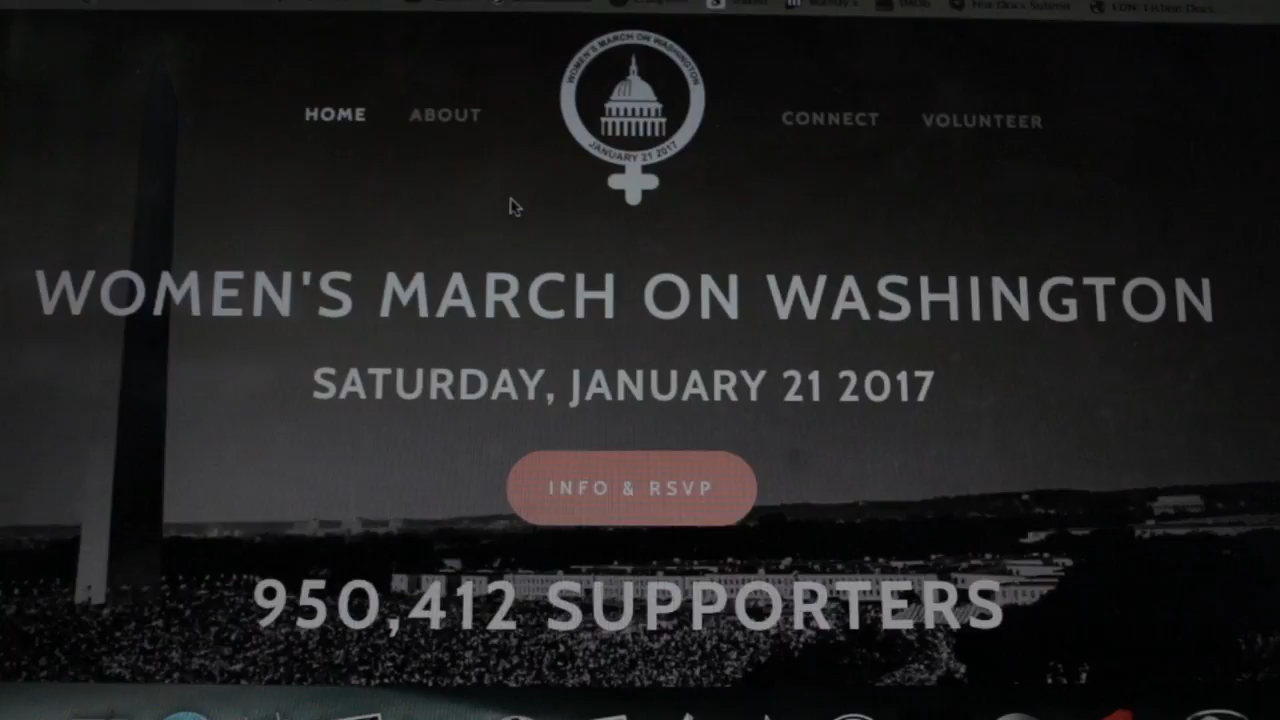 HOME ABOUT CONNECT VOLUNTEER
WOMEN'S MARCH ON WASHINGTON
JANUARY 21 2017
WOMEN'S MARCH ON WASHINGTON
SATURDAY, JANUARY 21 2017
INFO & RSVP
950,412 SUPPORTERS